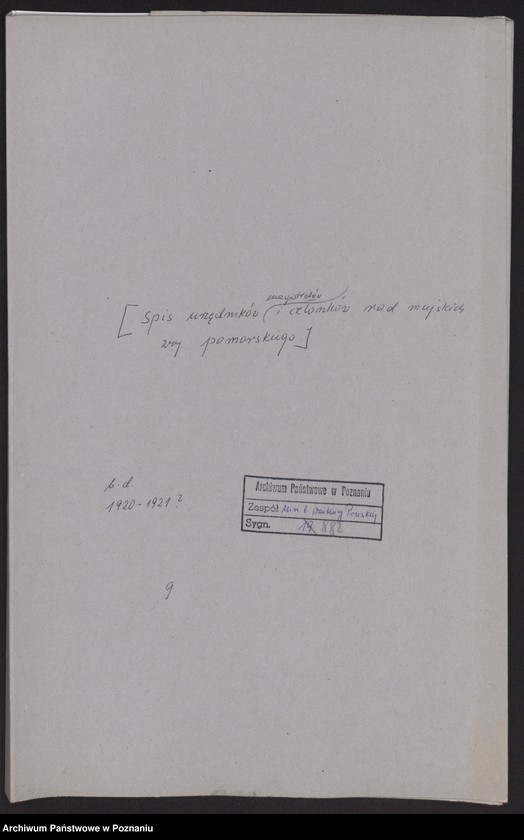 magistratów
[Spis urzędników i członków rad miejskich
woj pomorskiego]
b.d.
1920-1921?
Archiwum Państwowe w Poznaniu
Zespół Min b Dzielnicy Pruskiej
Sygn. 882
9
Archiwum Państwowe w Poznaniu